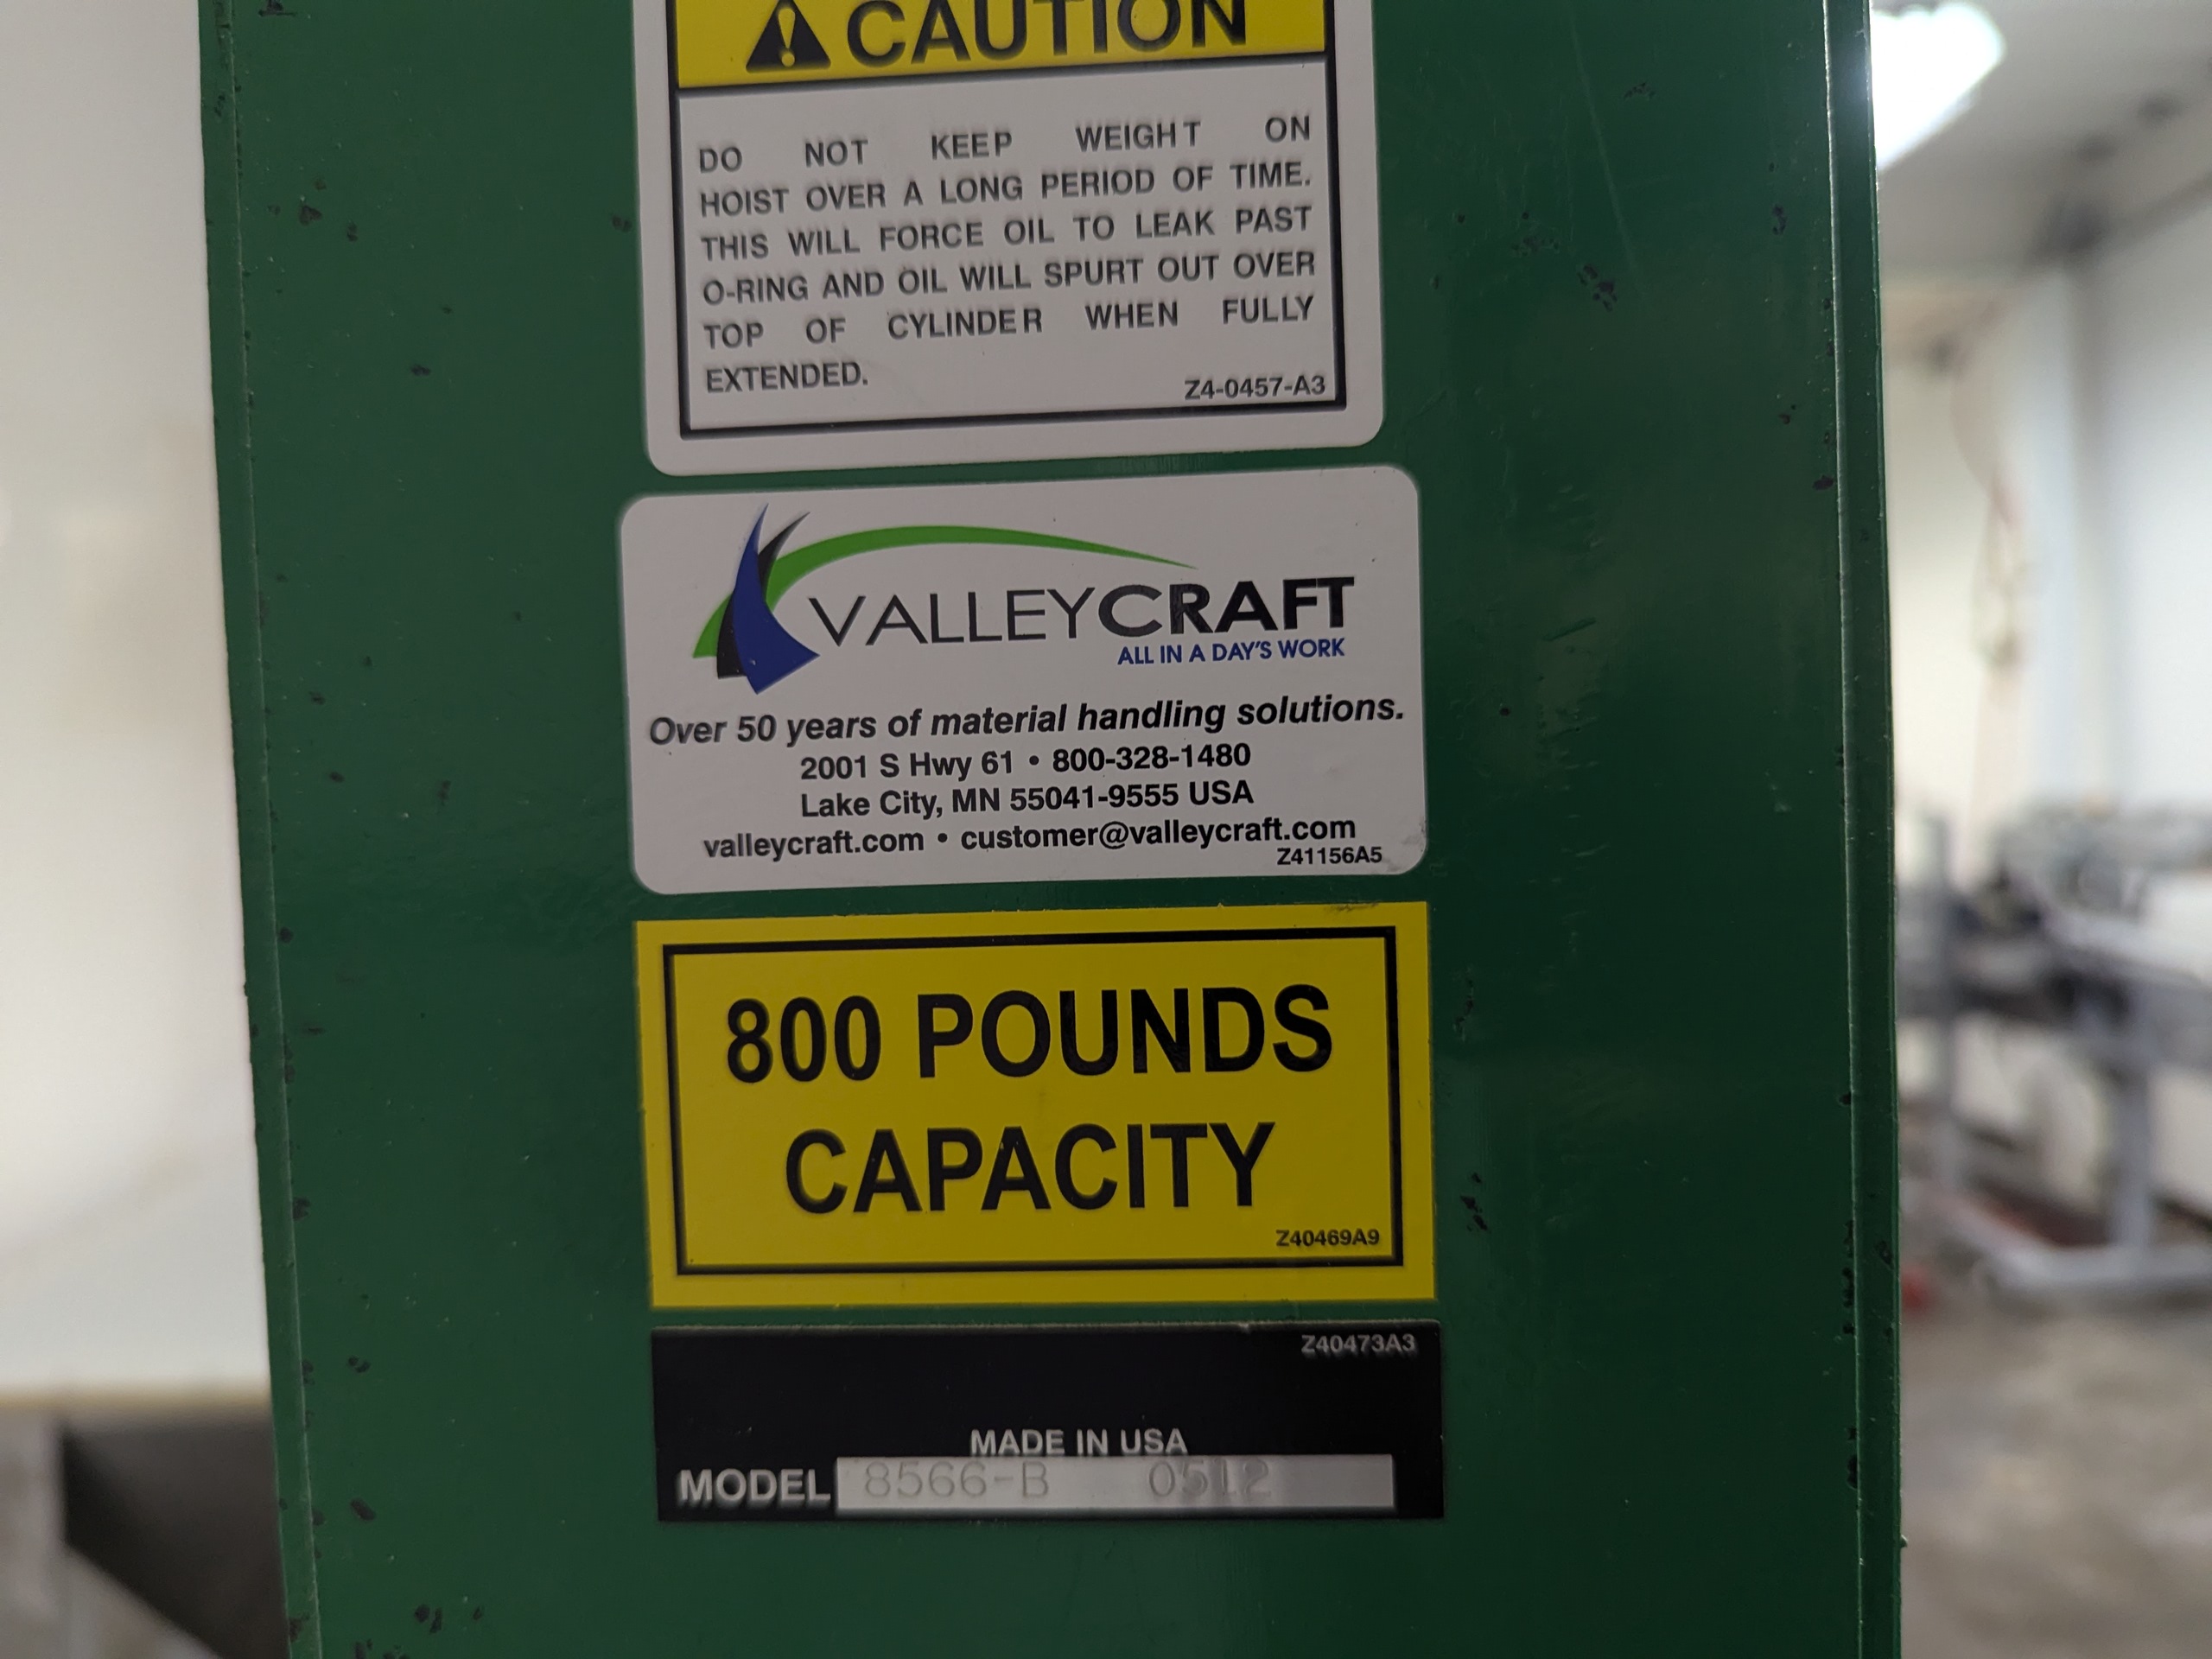 CAUTION
DO NOT KEEP WEIGHT ON
HOIST OVER A LONG PERIOD OF TIME.
THIS WILL FORCE OIL TO LEAK PAST
O-RING AND OIL WILL SPURT OUT OVER
TOP OF CYLINDER WHEN FULLY
EXTENDED.
Z4-0457-A3
VALLEYCRAFT
ALL IN A DAY'S WORK
Over 50 years of material handling solutions.
2001 S Hwy 61 • 800-328-1480
Lake City, MN 55041-9555 USA
valleycraft.com • customer@valleycraft.com
Z41156A5
800 POUNDS
CAPACITY
Z40469A9
Z40473A3
MADE IN USA
MODEL 8566-B 0512